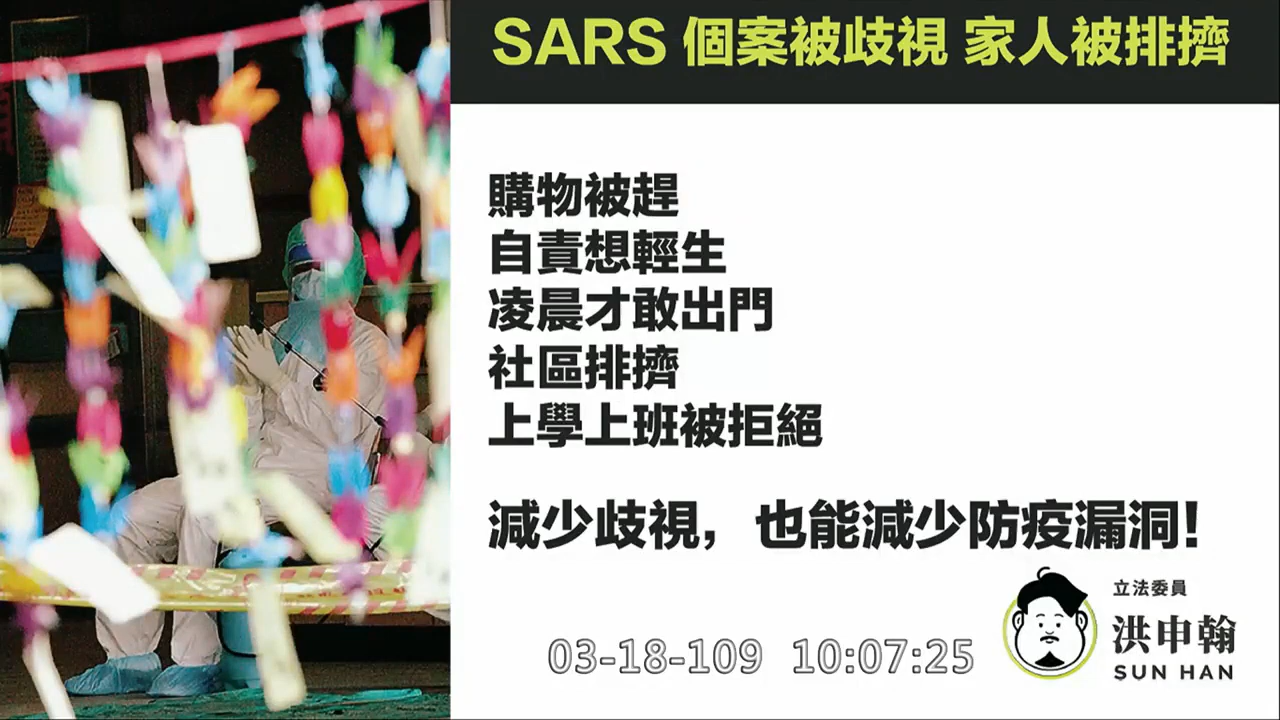 SARS 個案被歧視 家人被排擠
購物被趕
自責想輕生
凌晨才敢出門
社區排擠
上學上班被拒絕
減少歧視，也能減少防疫漏洞!
立法委員
洪申翰
SUN HAN
03-18-109 10:07:25